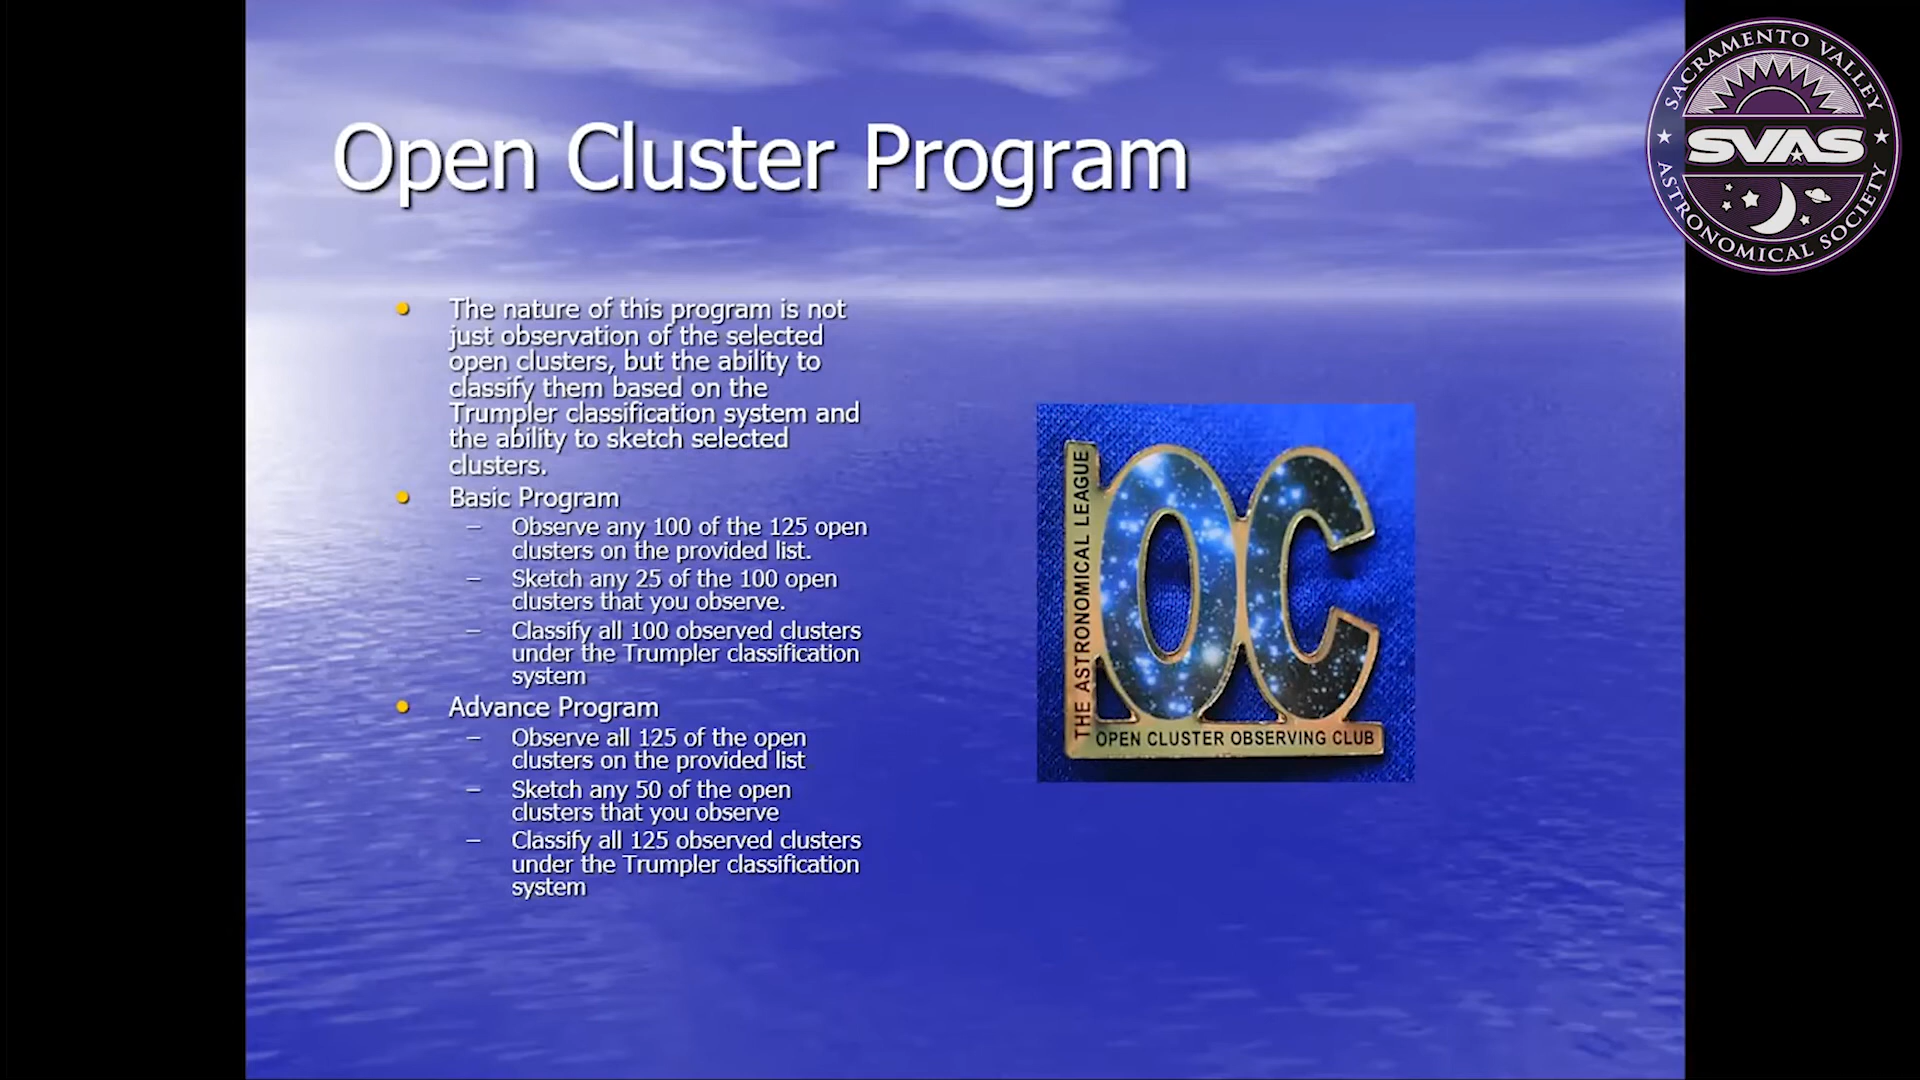 Open Cluster Program
SACRAMENTO VALLEY
SVAS
ASTRONOMICAL SOCIETY
The nature of this program is not
just observation of the selected
open clusters, but the ability to
classify them based on the
Trumpler classification system and
the ability to sketch selected
clusters.
Basic Program
– Observe any 100 of the 125 open
clusters on the provided list.
– Sketch any 25 of the 100 open
clusters that you observe.
– Classify all 100 observed clusters
under the Trumpler classification
system
Advance Program
– Observe all 125 of the open
clusters on the provided list
– Sketch any 50 of the open
clusters that you observe
– Classify all 125 observed clusters
under the Trumpler classification
system
THE ASTRONOMICAL LEAGUE
OC
OPEN CLUSTER OBSERVING CLUB